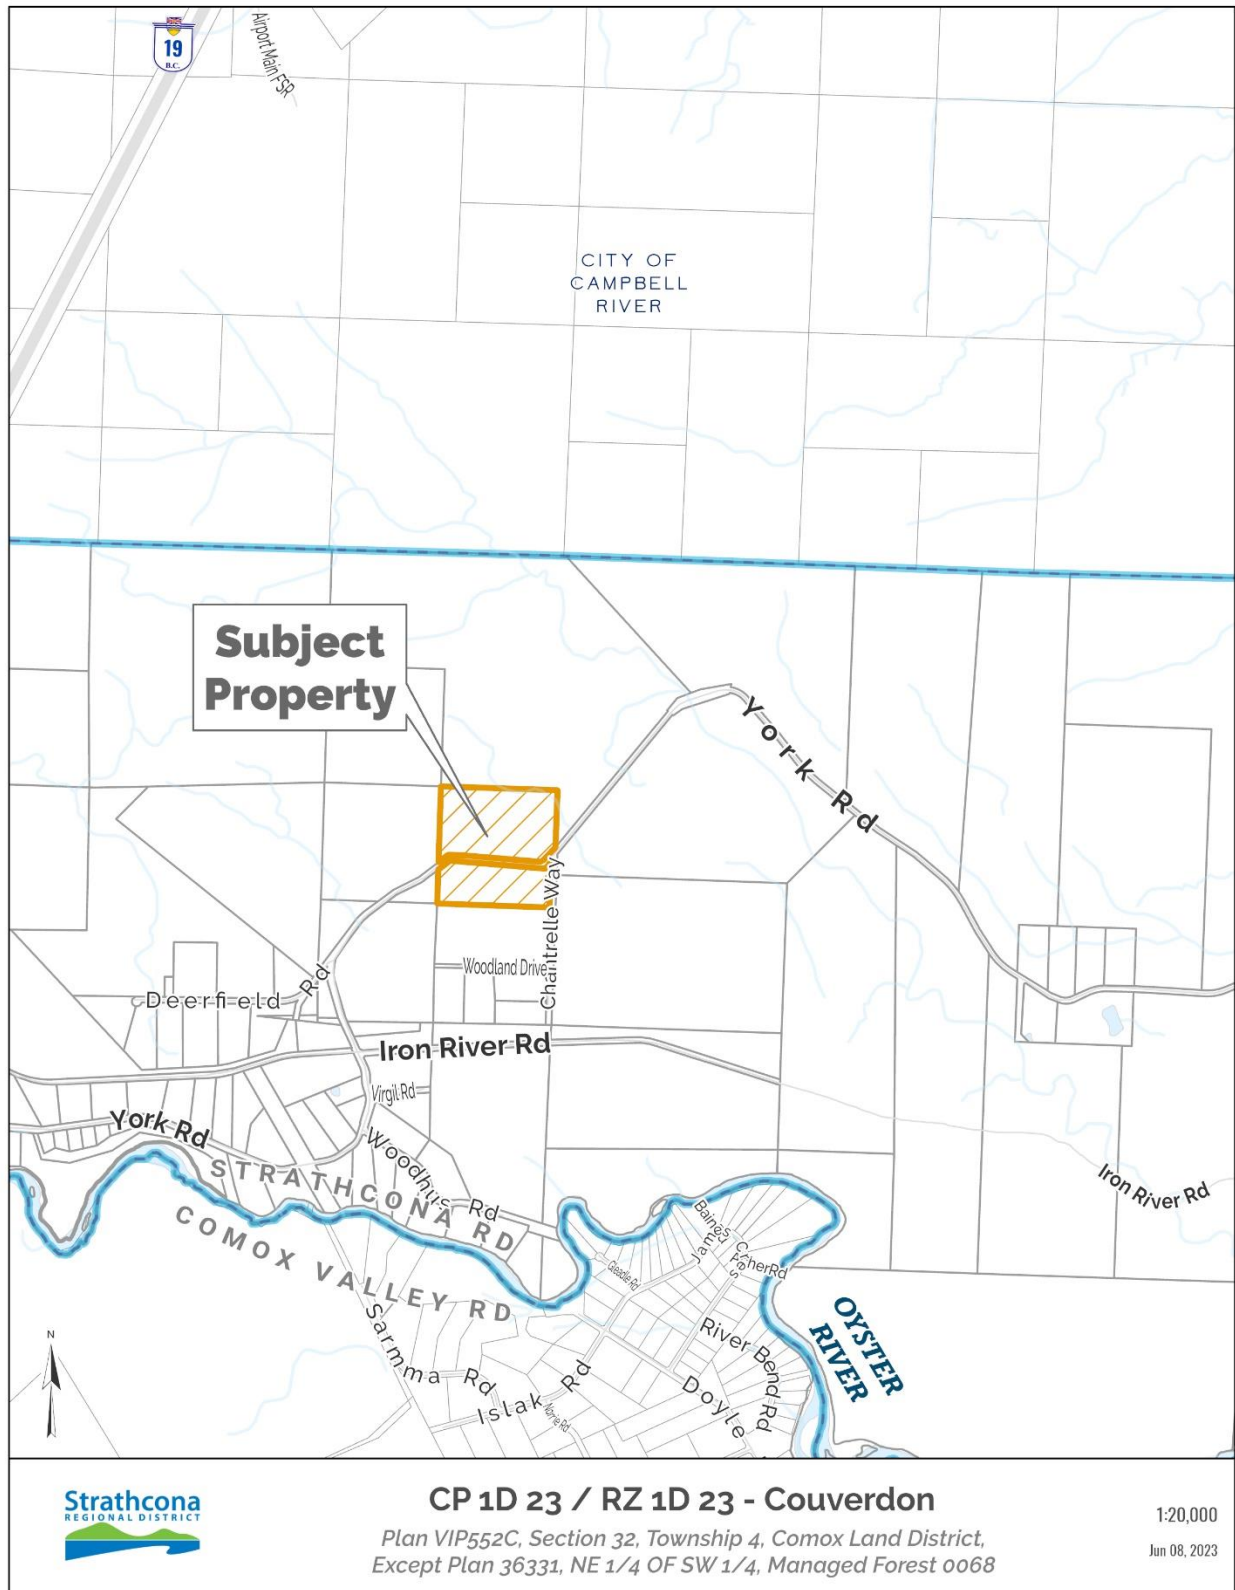 19
B.C.
Airport Main FSR
CITY OF
CAMPBELL
RIVER
Subject
Property
York Rd
Chantrelle Way
Woodland Drive
Deerfield Rd
Iron River Rd
Virgil Rd
York Rd
Woodhus Rd
STRATHCONA RD
COMOX VALLEY RD
Iron River Rd
Cleadle Rd
OYSTER
RIVER
River Bend Rd
Sarmma Rd
Islak Rd
Doyle
N
Strathcona
REGIONAL DISTRICT
CP 1D 23 / RZ 1D 23 - Couverdon
Plan VIP552C, Section 32, Township 4, Comox Land District,
Except Plan 36331, NE 1/4 OF SW 1/4, Managed Forest 0068
1:20,000
Jun 08, 2023